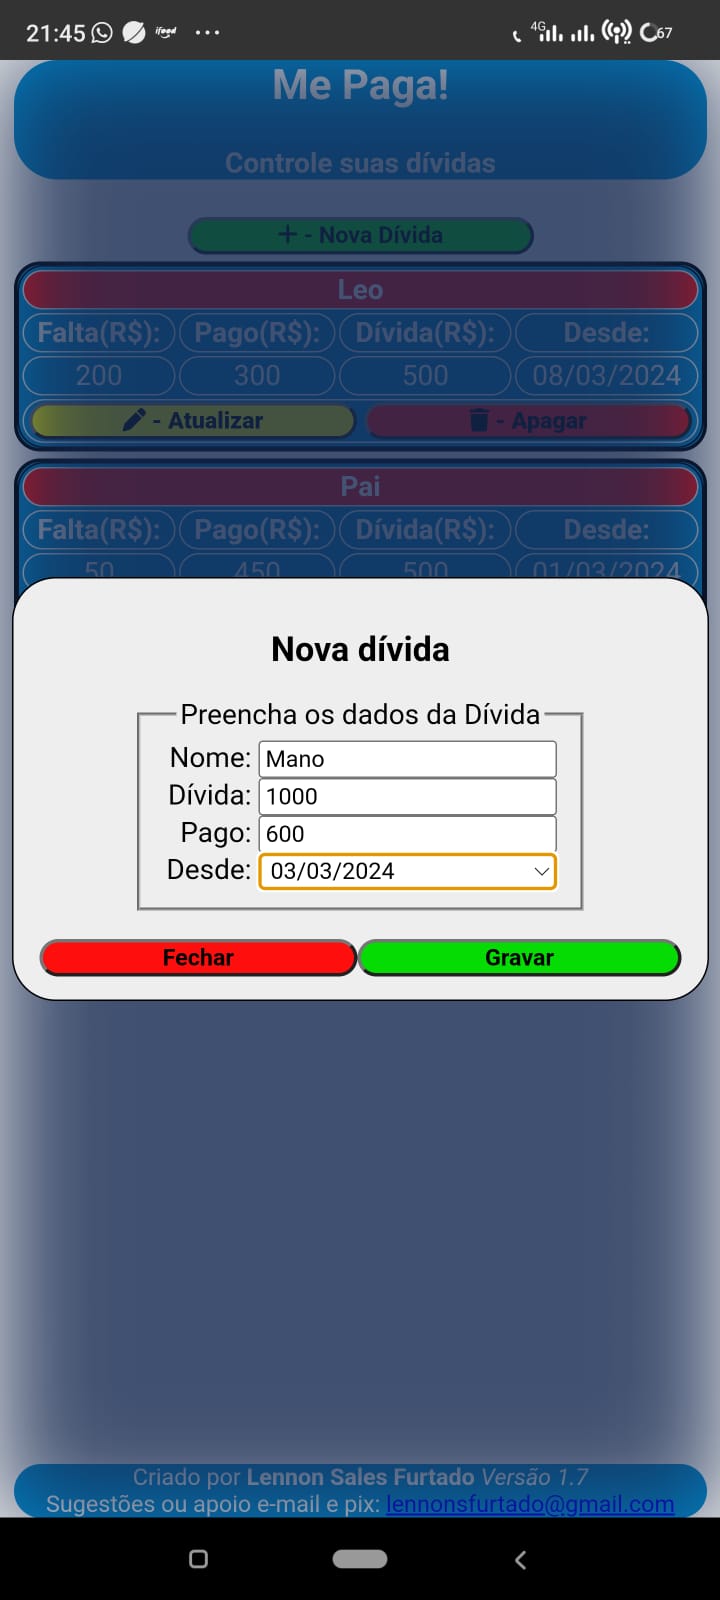 21:45 ifood ... 4G 67
Me Paga!
Controle suas dívidas
+ - Nova Dívida
Leo
Falta(R$): Pago(R$): Dívida(R$): Desde:
200 300 500 08/03/2024
- Atualizar - Apagar
Pai
Falta(R$): Pago(R$): Dívida(R$): Desde:
50 450 500 01/03/2024
Nova dívida
Preencha os dados da Dívida
Nome: Mano
Dívida: 1000
Pago: 600
Desde: 03/03/2024
Fechar Gravar
Criado por Lennon Sales Furtado Versão 1.7
Sugestões ou apoio e-mail e pix: lennonsfurtado@gmail.com